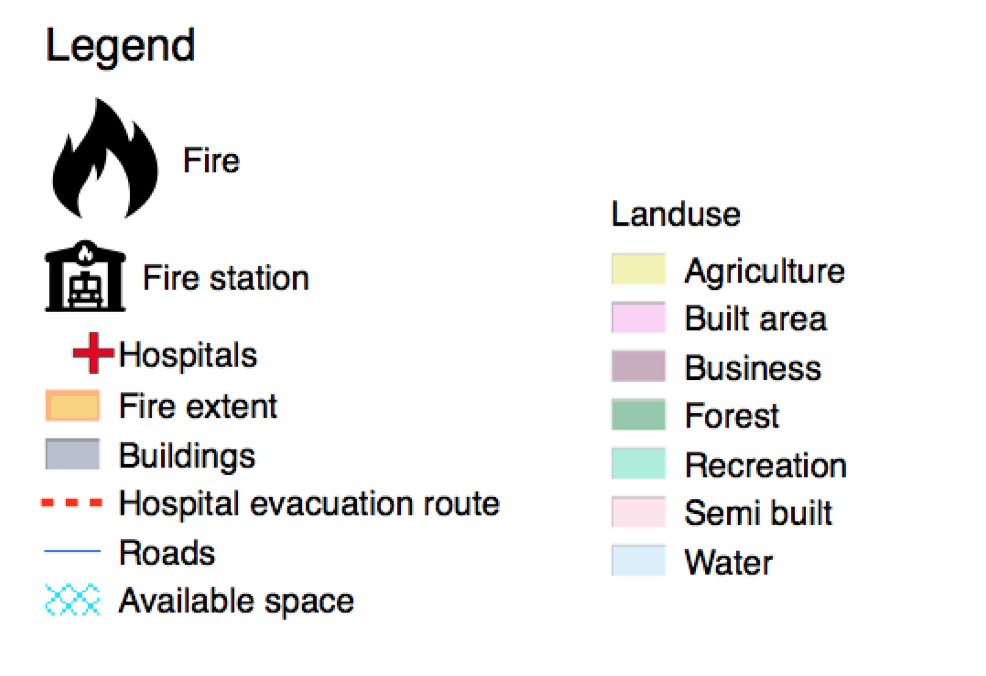 Legend
Fire
Fire station
Hospitals
Fire extent
Buildings
Hospital evacuation route
Roads
Available space
Landuse
Agriculture
Built area
Business
Forest
Recreation
Semi built
Water